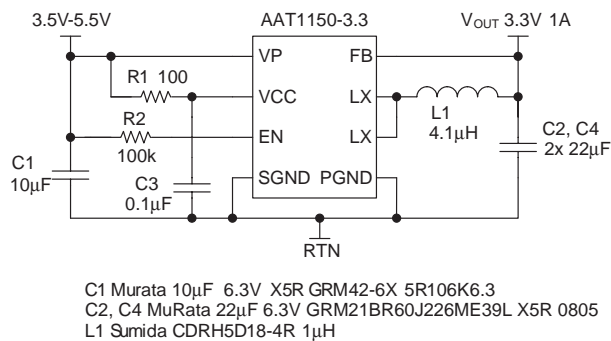 3.5V-5.5V
AAT1150-3.3
VOUT 3.3V 1A
VP
FB
R1 100
VCC
LX
L1
4.1μH
R2
100k
EN
LX
C2, C4
2x 22μF
C1
10μF
C3
0.1μF
SGND
PGND
RTN
C1 Murata 10μF 6.3V X5R GRM42-6X 5R106K6.3
C2, C4 MuRata 22μF 6.3V GRM21BR60J226ME39L X5R 0805
L1 Sumida CDRH5D18-4R 1μH